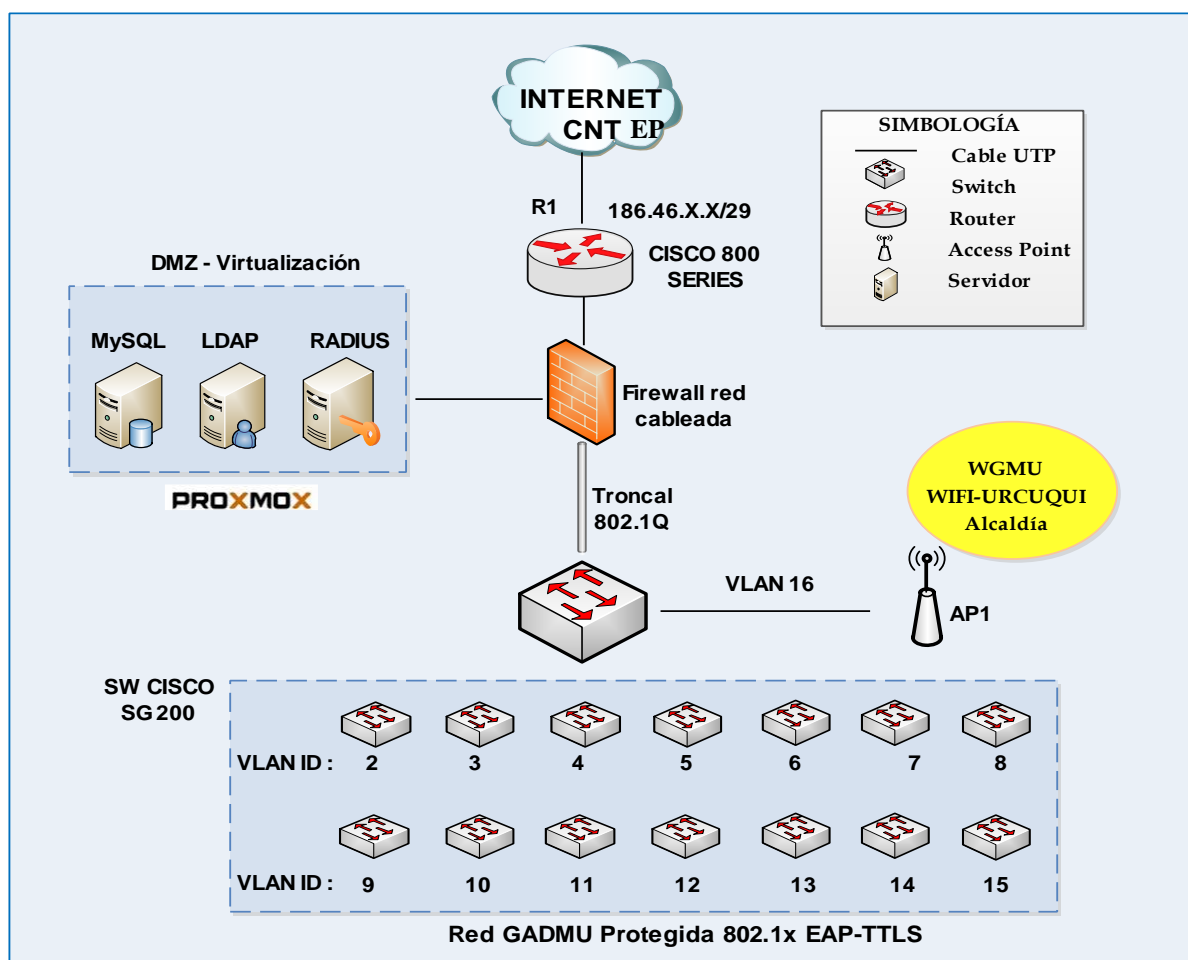 INTERNET
CNT EP
SIMBOLOGÍA
Cable UTP
Switch
Router
Access Point
Servidor
R1
186.46.X.X/29
CISCO 800
SERIES
DMZ - Virtualización
MySQL
LDAP
RADIUS
PROXMOX
Firewall red
cableada
Troncal
802.1Q
WGMU
WIFI-URCUQUI
Alcaldía
VLAN 16
AP1
SW CISCO
SG 200
VLAN ID : 2 3 4 5 6 7 8
VLAN ID : 9 10 11 12 13 14 15
Red GADMU Protegida 802.1x EAP-TTLS